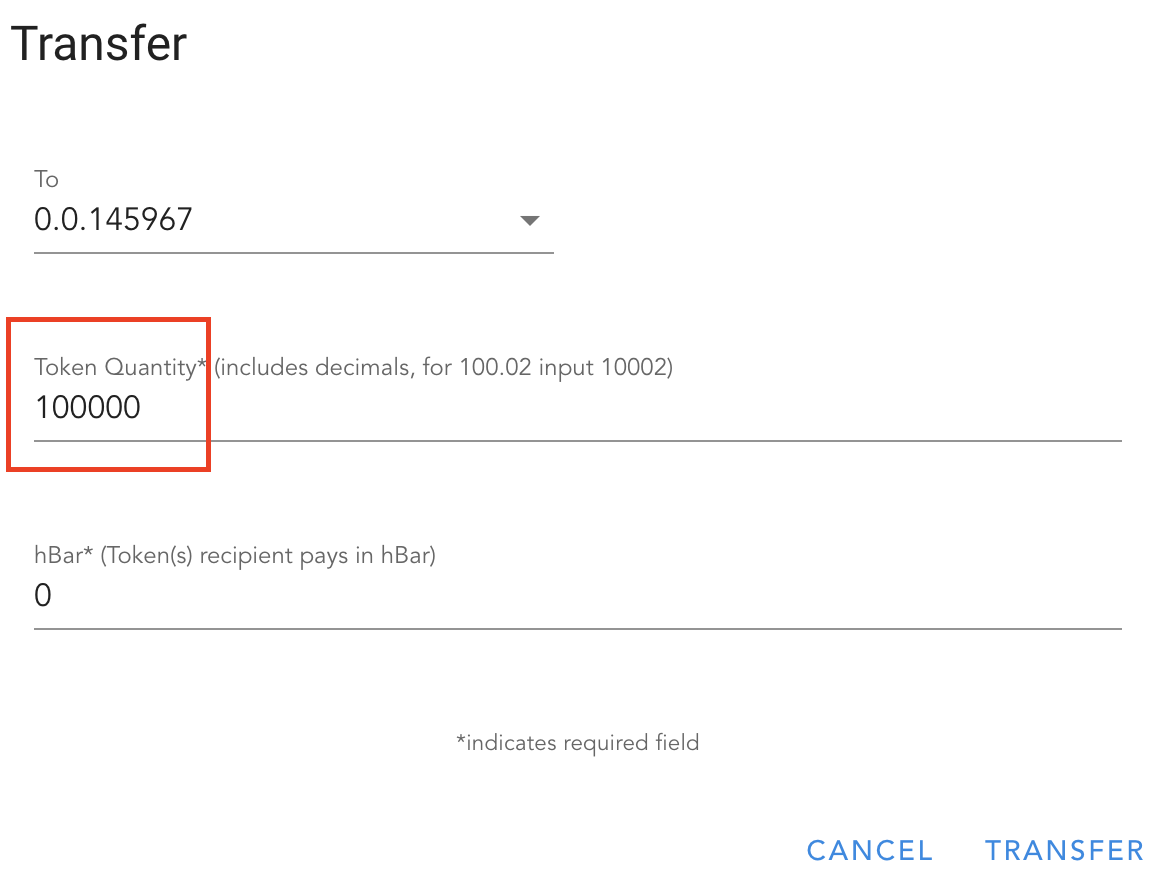 Transfer
To
0.0.145967
Token Quantity* (includes decimals, for 100.02 input 10002)
100000
hBar* (Token(s) recipient pays in hBar)
0
*indicates required field
CANCEL TRANSFER